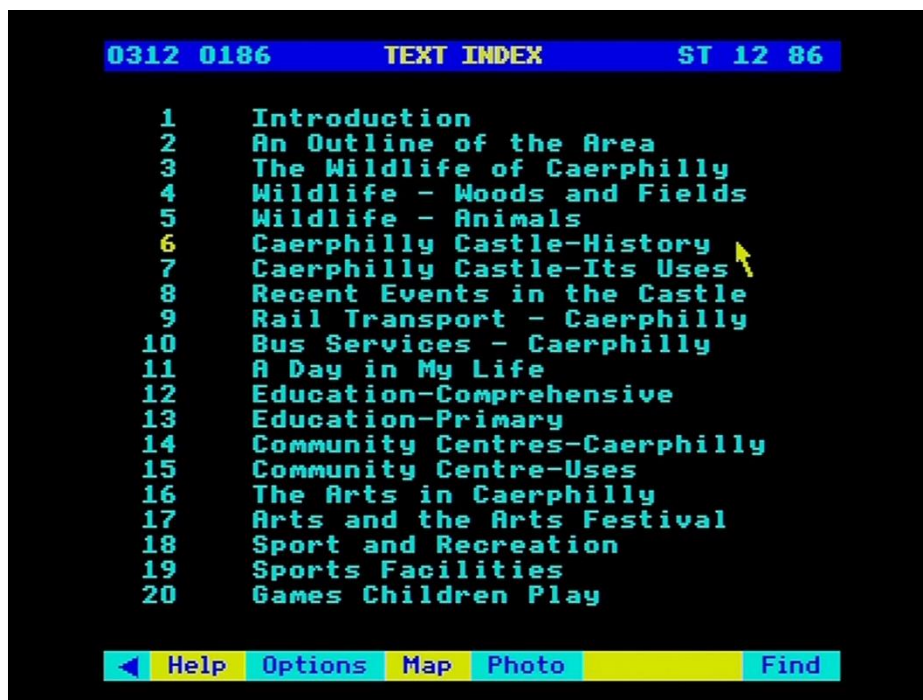 0312 0186 TEXT INDEX ST 12 86
1 Introduction
2 An Outline of the Area
3 The Wildlife of Caerphilly
4 Wildlife - Woods and Fields
5 Wildlife - Animals
6 Caerphilly Castle-History
7 Caerphilly Castle-Its Uses
8 Recent Events in the Castle
9 Rail Transport - Caerphilly
10 Bus Services - Caerphilly
11 A Day in My Life
12 Education-Comprehensive
13 Education-Primary
14 Community Centres-Caerphilly
15 Community Centre-Uses
16 The Arts in Caerphilly
17 Arts and the Arts Festival
18 Sport and Recreation
19 Sports Facilities
20 Games Children Play
Help Options Map Photo Find